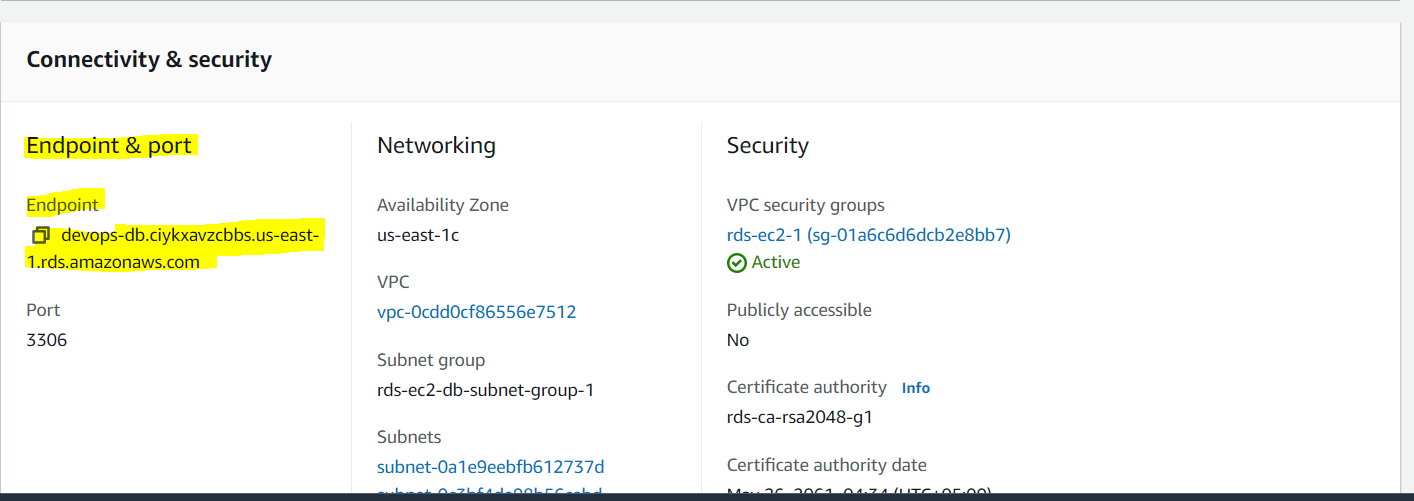 Connectivity & security
Endpoint & port
Endpoint
devops-db.ciykxavzcbbs.us-east-
1.rds.amazonaws.com
Port
3306
Networking
Availability Zone
us-east-1c
VPC
vpc-0cdd0cf86556e7512
Subnet group
rds-ec2-db-subnet-group-1
Subnets
subnet-0a1e9eebfb612737d
Security
VPC security groups
rds-ec2-1 (sg-01a6c6d6dcb2e8bb7)
Active
Publicly accessible
No
Certificate authority Info
rds-ca-rsa2048-g1
Certificate authority date